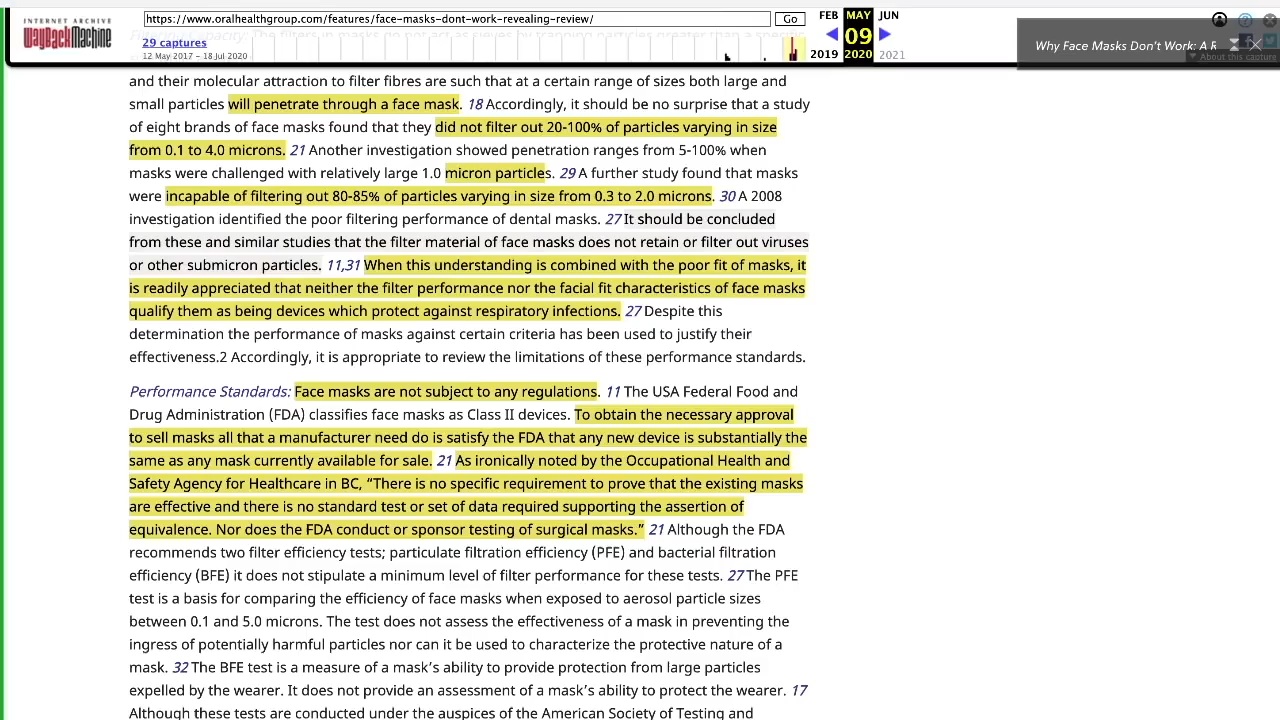 INTERNET ARCHIVE
WayBackMachine
https://www.oralhealthgroup.com/features/face-masks-dont-work-revealing-review/
Go
FEB MAY JUN
09
2019 2020 2021
29 captures
12 May 2017 – 18 Jul 2020
Why Face Masks Don't Work: A R
About this capture
and their molecular attraction to filter fibres are such that at a certain range of sizes both large and
small particles will penetrate through a face mask. 18 Accordingly, it should be no surprise that a study
of eight brands of face masks found that they did not filter out 20-100% of particles varying in size
from 0.1 to 4.0 microns. 21 Another investigation showed penetration ranges from 5-100% when
masks were challenged with relatively large 1.0 micron particles. 29 A further study found that masks
were incapable of filtering out 80-85% of particles varying in size from 0.3 to 2.0 microns. 30 A 2008
investigation identified the poor filtering performance of dental masks. 27 It should be concluded
from these and similar studies that the filter material of face masks does not retain or filter out viruses
or other submicron particles. 11,31 When this understanding is combined with the poor fit of masks, it
is readily appreciated that neither the filter performance nor the facial fit characteristics of face masks
qualify them as being devices which protect against respiratory infections. 27 Despite this
determination the performance of masks against certain criteria has been used to justify their
effectiveness.2 Accordingly, it is appropriate to review the limitations of these performance standards.
Performance Standards: Face masks are not subject to any regulations. 11 The USA Federal Food and
Drug Administration (FDA) classifies face masks as Class II devices. To obtain the necessary approval
to sell masks all that a manufacturer need do is satisfy the FDA that any new device is substantially the
same as any mask currently available for sale. 21 As ironically noted by the Occupational Health and
Safety Agency for Healthcare in BC, “There is no specific requirement to prove that the existing masks
are effective and there is no standard test or set of data required supporting the assertion of
equivalence. Nor does the FDA conduct or sponsor testing of surgical masks.” 21 Although the FDA
recommends two filter efficiency tests; particulate filtration efficiency (PFE) and bacterial filtration
efficiency (BFE) it does not stipulate a minimum level of filter performance for these tests. 27 The PFE
test is a basis for comparing the efficiency of face masks when exposed to aerosol particle sizes
between 0.1 and 5.0 microns. The test does not assess the effectiveness of a mask in preventing the
ingress of potentially harmful particles nor can it be used to characterize the protective nature of a
mask. 32 The BFE test is a measure of a mask’s ability to provide protection from large particles
expelled by the wearer. It does not provide an assessment of a mask’s ability to protect the wearer. 17
Although these tests are conducted under the auspices of the American Society of Testing and